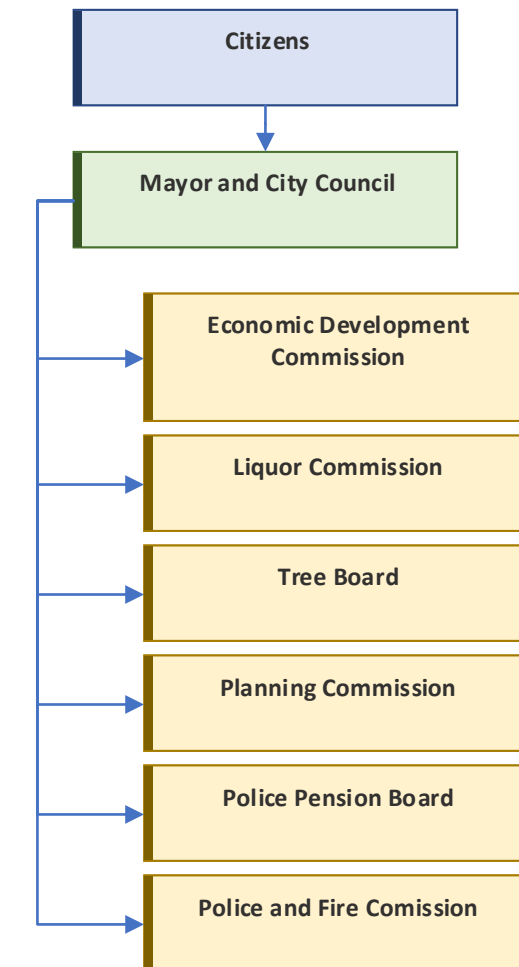 Citizens
Mayor and City Council
Economic Development
Commission
Liquor Commission
Tree Board
Planning Commission
Police Pension Board
Police and Fire Comission